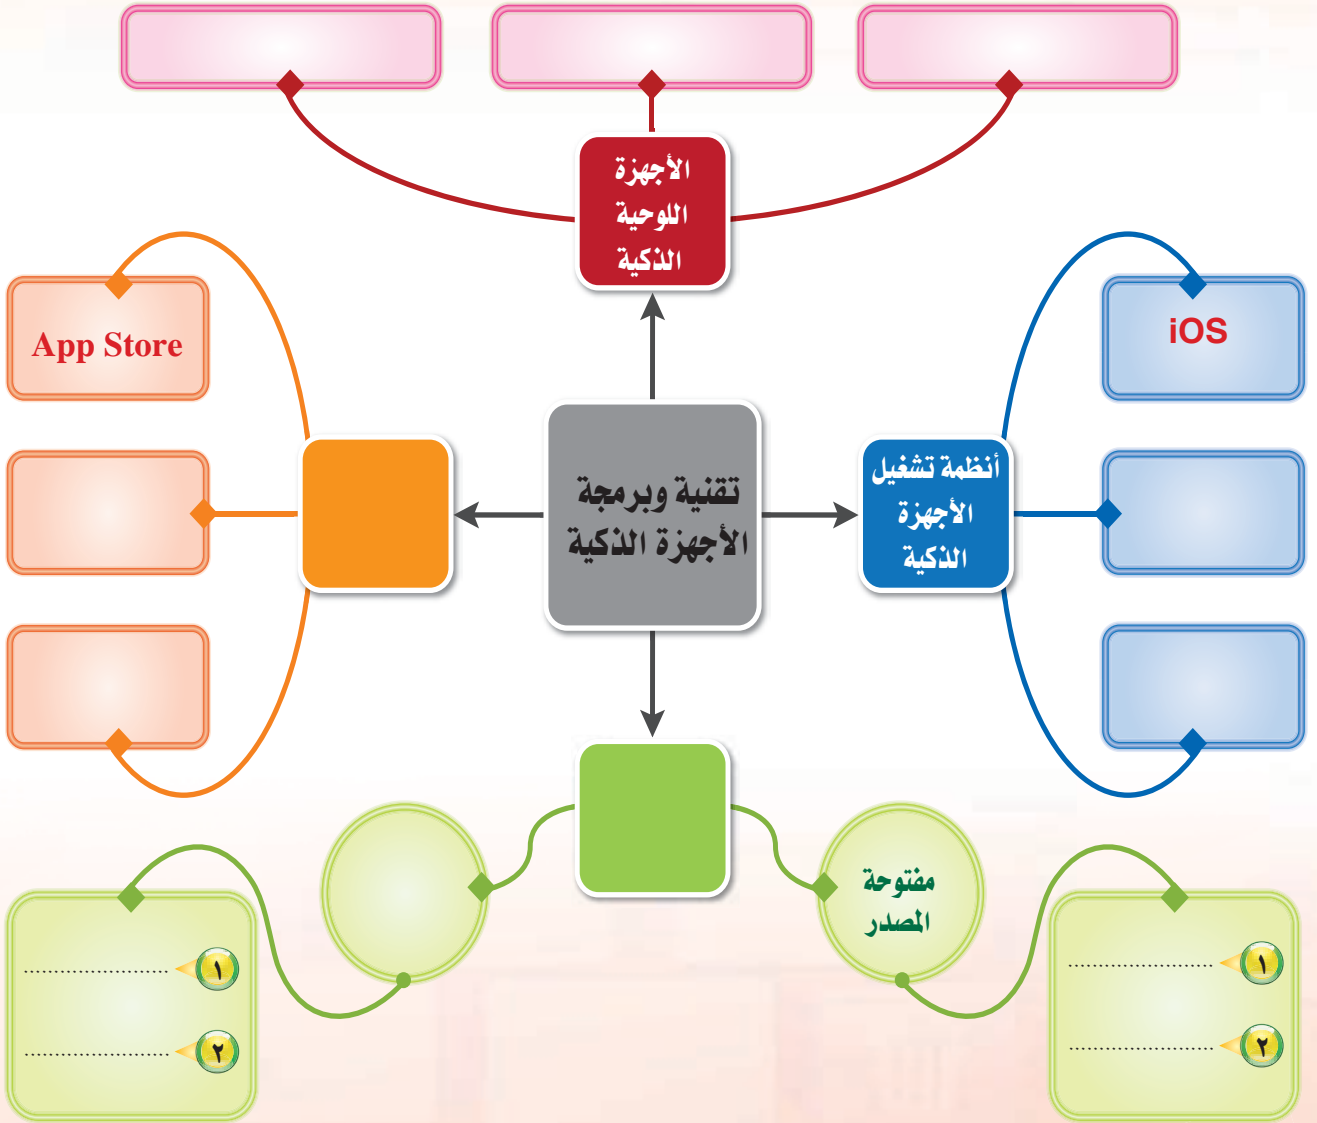 الأجهزة
اللوحية
الذكية
iOS
App Store
أنظمة تشغيل
الأجهزة
الذكية
تقنية وبرمجة
الأجهزة الذكية
مفتوحة
المصدر
١ ....................
٢ ....................
١ ....................
٢ ....................